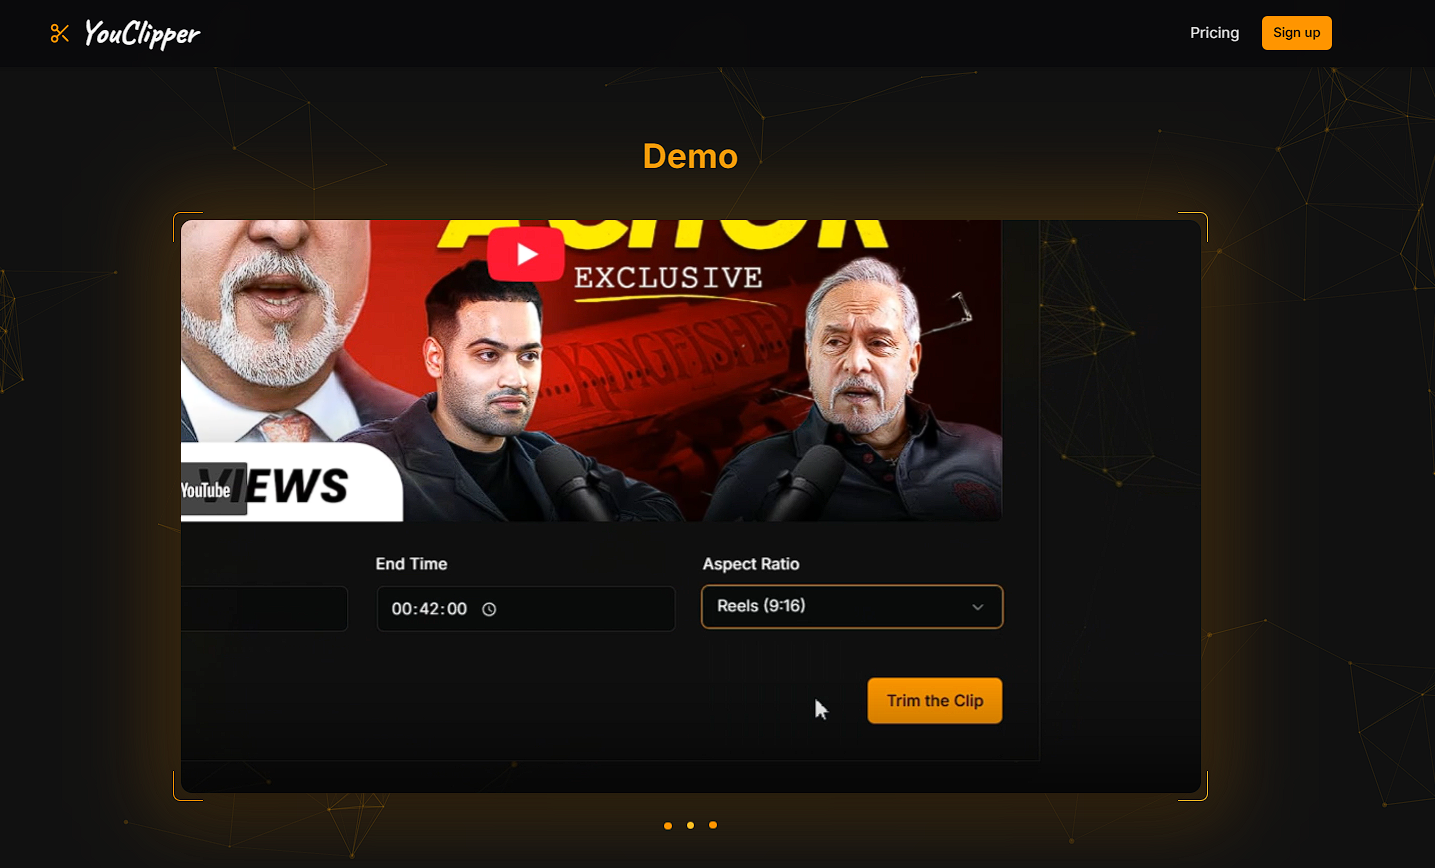 YouClipper
Pricing
Sign up
Demo
EXCLUSIVE
KINGFISHER
VIEWS
YouTube
End Time
Aspect Ratio
00:42:00
Reels (9:16)
Trim the Clip